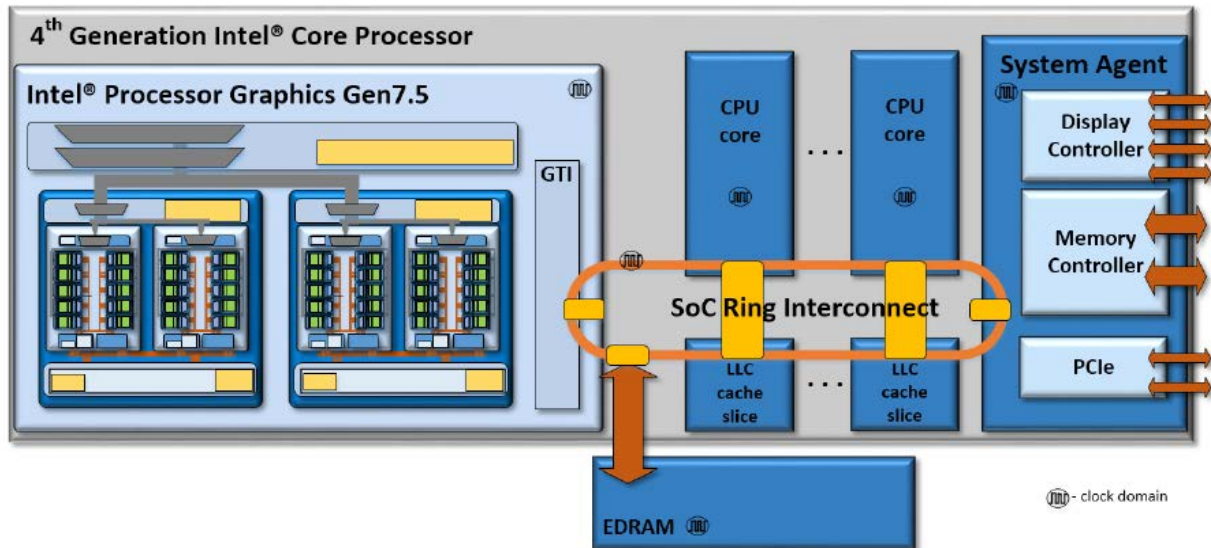 4th Generation Intel® Core Processor
Intel® Processor Graphics Gen7.5
GTI
CPU
core
...
CPU
core
System Agent
Display
Controller
Memory
Controller
PCIe
SoC Ring Interconnect
LLC
cache
slice
...
LLC
cache
slice
EDRAM
- clock domain